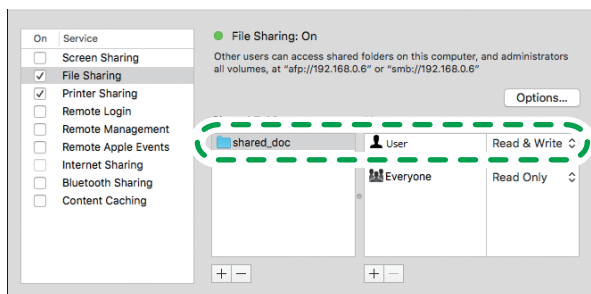 On Service
Screen Sharing
File Sharing
Printer Sharing
Remote Login
Remote Management
Remote Apple Events
Internet Sharing
Bluetooth Sharing
Content Caching
File Sharing: On
Other users can access shared folders on this computer, and administrators
all volumes, at “afp://192.168.0.6” or “smb://192.168.0.6”
Options...
shared_doc
User Read & Write
Everyone Read Only